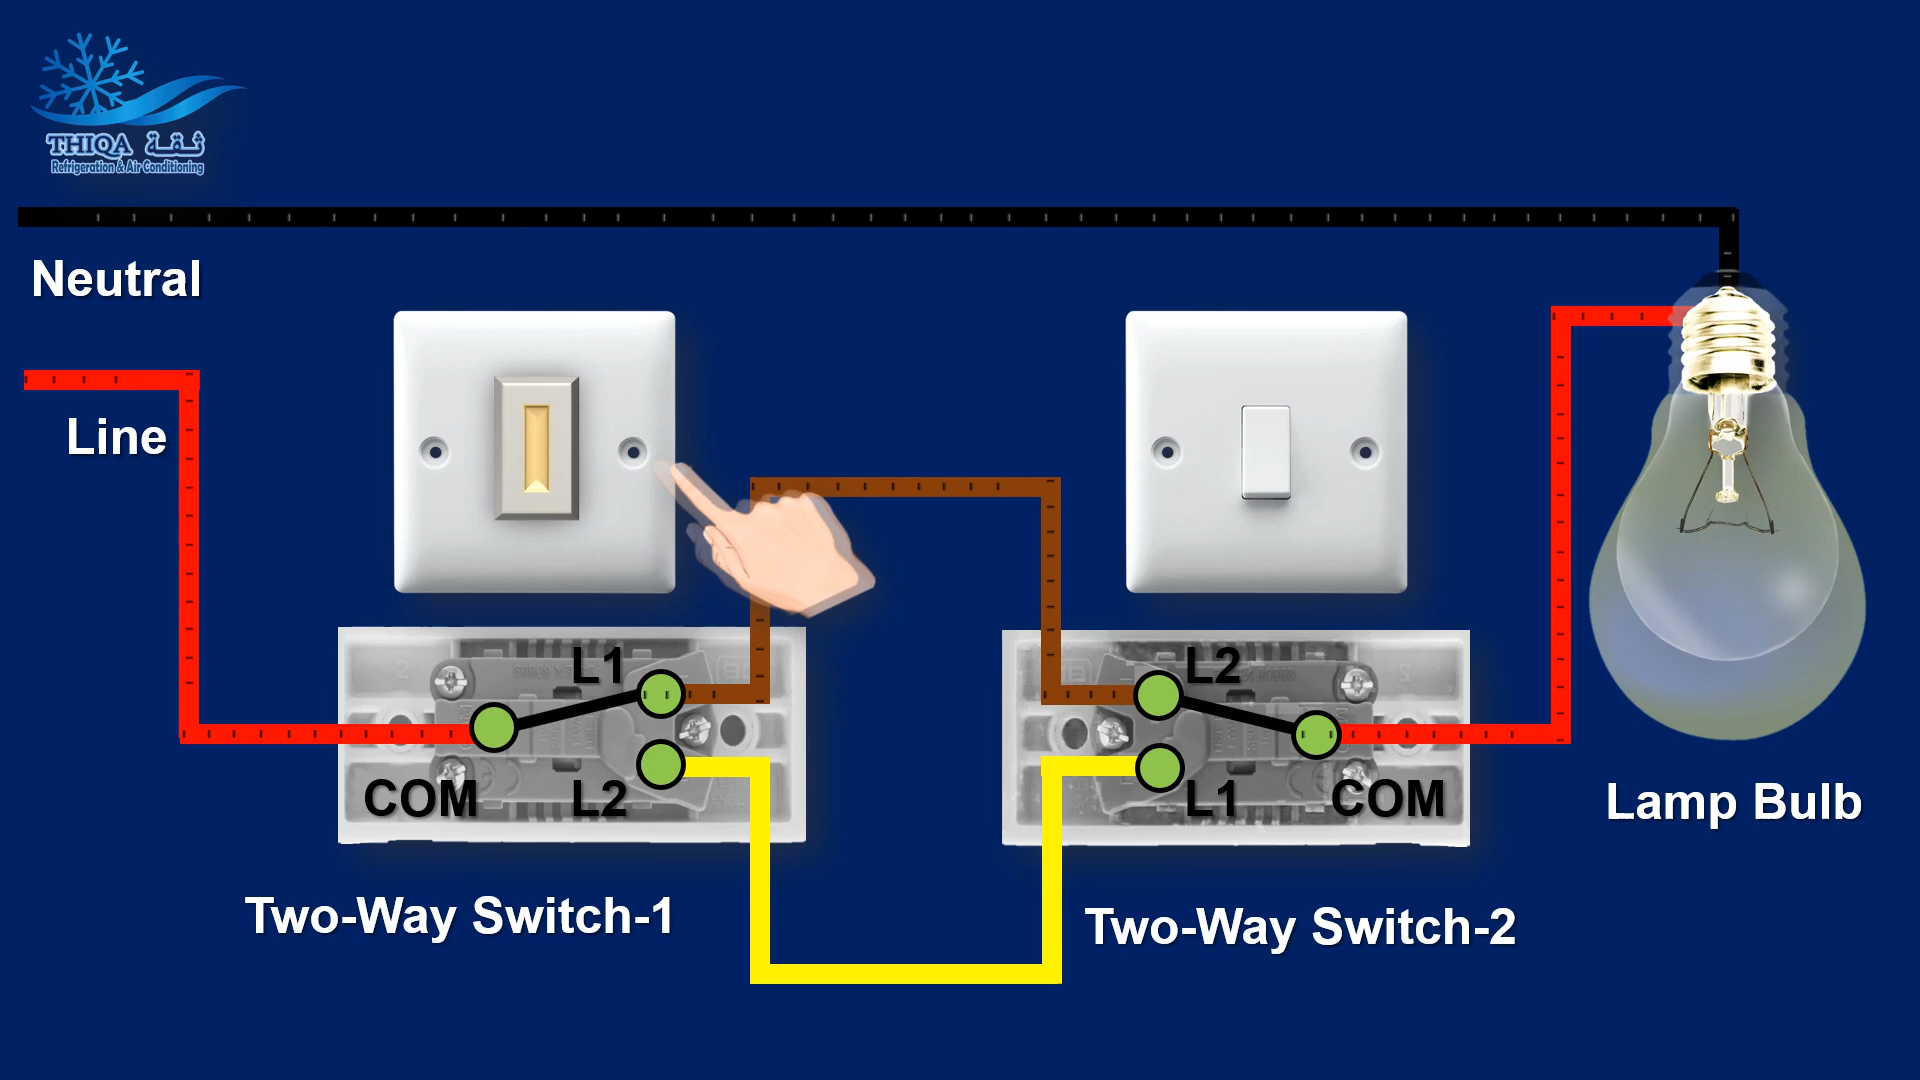 THIQA ثقة
Refrigeration & Air Conditioning
Neutral
Line
L1
COM
L2
L2
L1
COM
Lamp Bulb
Two-Way Switch-1
Two-Way Switch-2